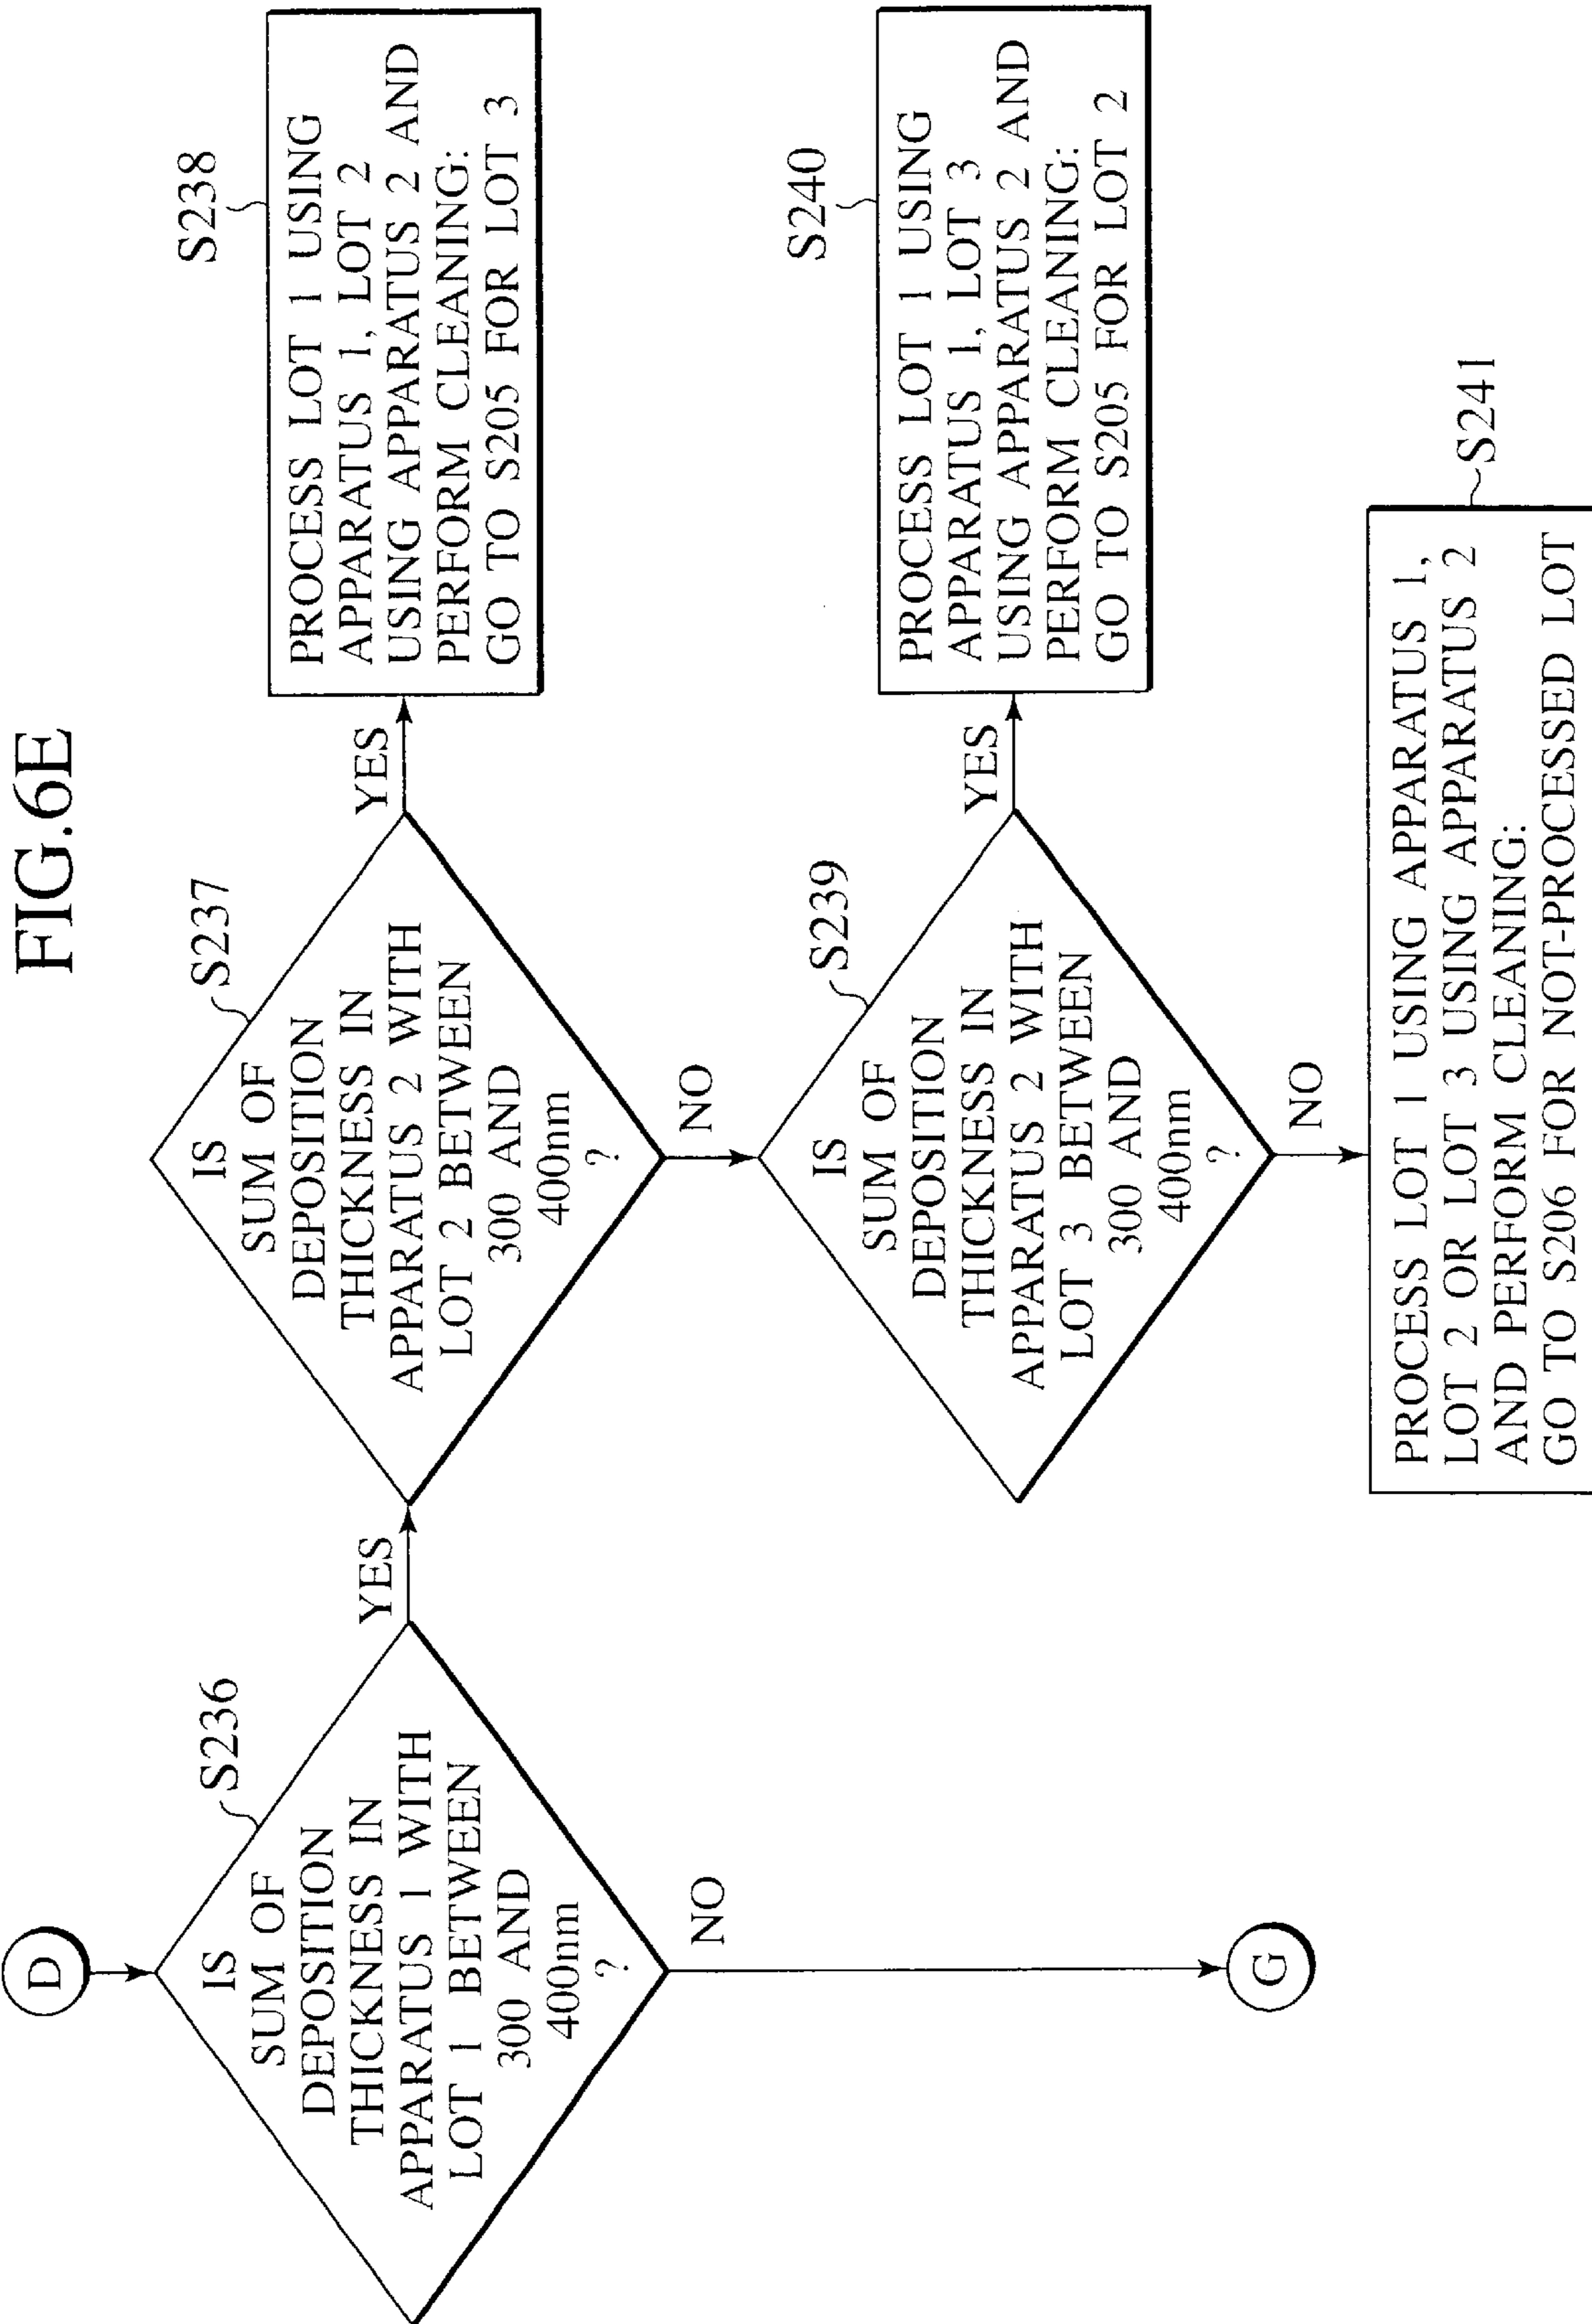 FIG.6E
D
S236
IS
SUM OF
DEPOSITION
THICKNESS IN
APPARATUS 1 WITH
LOT 1 BETWEEN
300 AND
400nm
?
YES
NO
G
S237
IS
SUM OF
DEPOSITION
THICKNESS IN
APPARATUS 2 WITH
LOT 2 BETWEEN
300 AND
400nm
?
YES
NO
S238
PROCESS LOT 1 USING
APPARATUS 1, LOT 2
USING APPARATUS 2 AND
PERFORM CLEANING:
GO TO S205 FOR LOT 3
S239
IS
SUM OF
DEPOSITION
THICKNESS IN
APPARATUS 2 WITH
LOT 3 BETWEEN
300 AND
400nm
?
YES
NO
S240
PROCESS LOT 1 USING
APPARATUS 1, LOT 3
USING APPARATUS 2 AND
PERFORM CLEANING:
GO TO S205 FOR LOT 2
S241
PROCESS LOT 1 USING APPARATUS 1,
LOT 2 OR LOT 3 USING APPARATUS 2
AND PERFORM CLEANING:
GO TO S206 FOR NOT-PROCESSED LOT